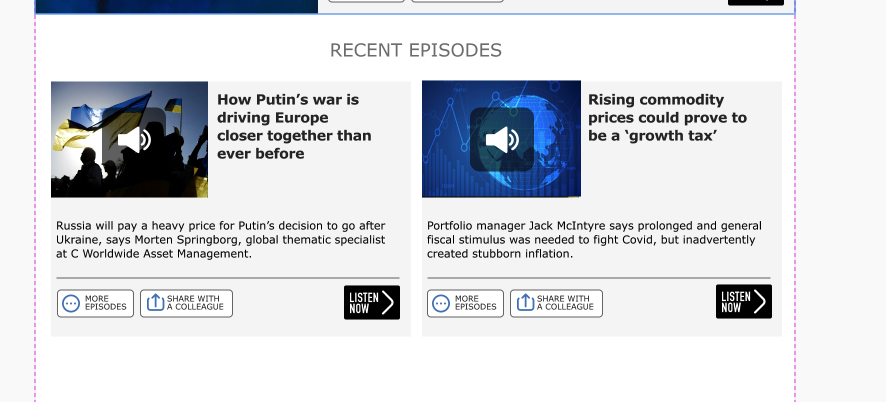 RECENT EPISODES
How Putin’s war is
driving Europe
closer together than
ever before
Russia will pay a heavy price for Putin’s decision to go after
Ukraine, says Morten Springborg, global thematic specialist
at C Worldwide Asset Management.
MORE
EPISODES
SHARE WITH
A COLLEAGUE
LISTEN
NOW
Rising commodity
prices could prove to
be a ‘growth tax’
Portfolio manager Jack McIntyre says prolonged and general
fiscal stimulus was needed to fight Covid, but inadvertently
created stubborn inflation.
MORE
EPISODES
SHARE WITH
A COLLEAGUE
LISTEN
NOW